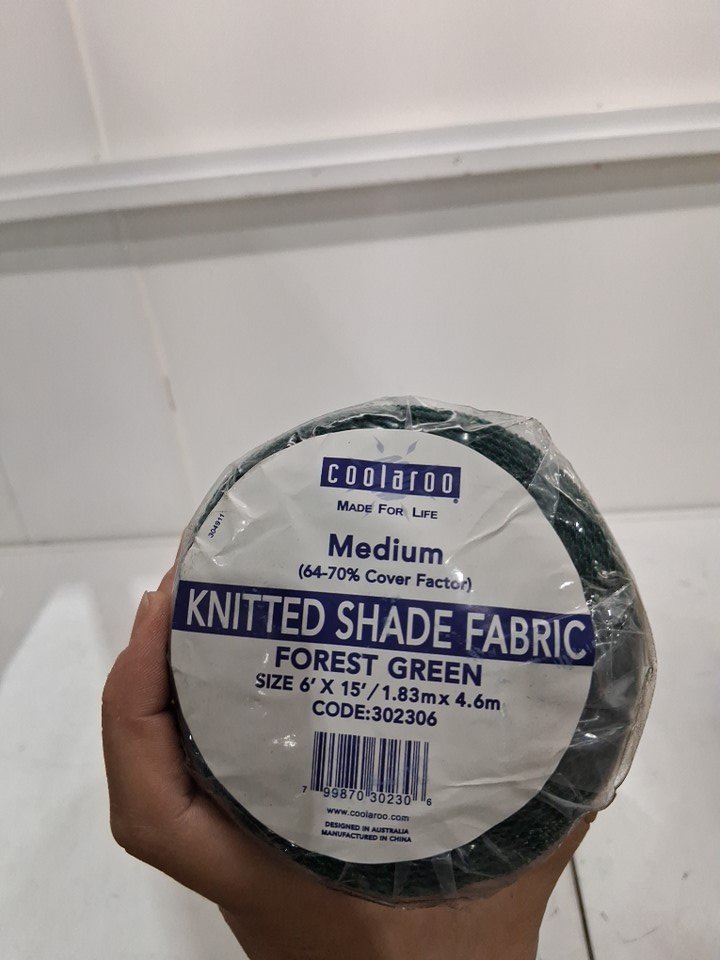 coolaroo
MADE FOR LIFE
304911
Medium
(64-70% Cover Factor)
KNITTED SHADE FABRIC
FOREST GREEN
SIZE 6' X 15'/1.83m x 4.6m
CODE:302306
7 99870 30230 6
www.coolaroo.com
DESIGNED IN AUSTRALIA
MANUFACTURED IN CHINA